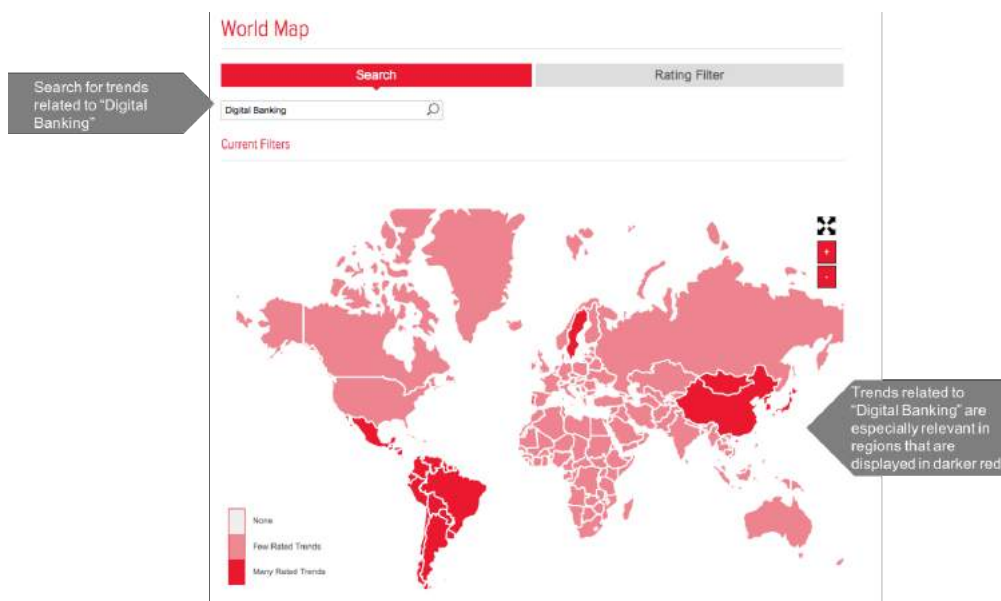 World Map
Search
Rating Filter
Search for trends
related to “Digital
Banking”
Digital Banking
Current Filters
+
-
Trends related to
“Digital Banking” are
especially relevant in
regions that are
displayed in darker red
None
Few Rated Trends
Many Rated Trends